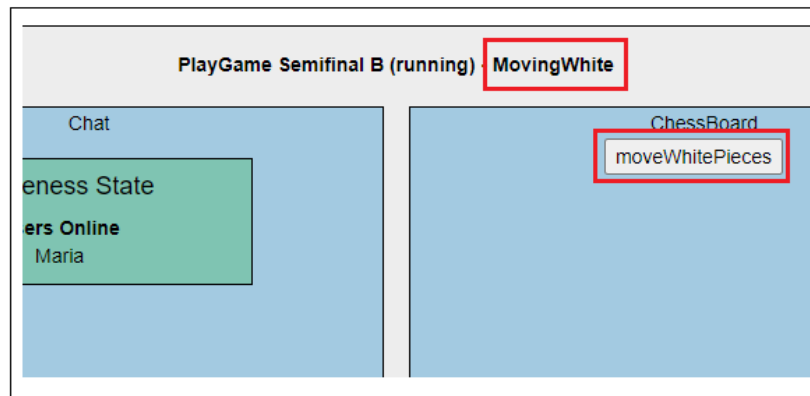 PlayGame Semifinal B (running) - MovingWhite
Chat
eness State
ers Online
Maria
ChessBoard
moveWhitePieces